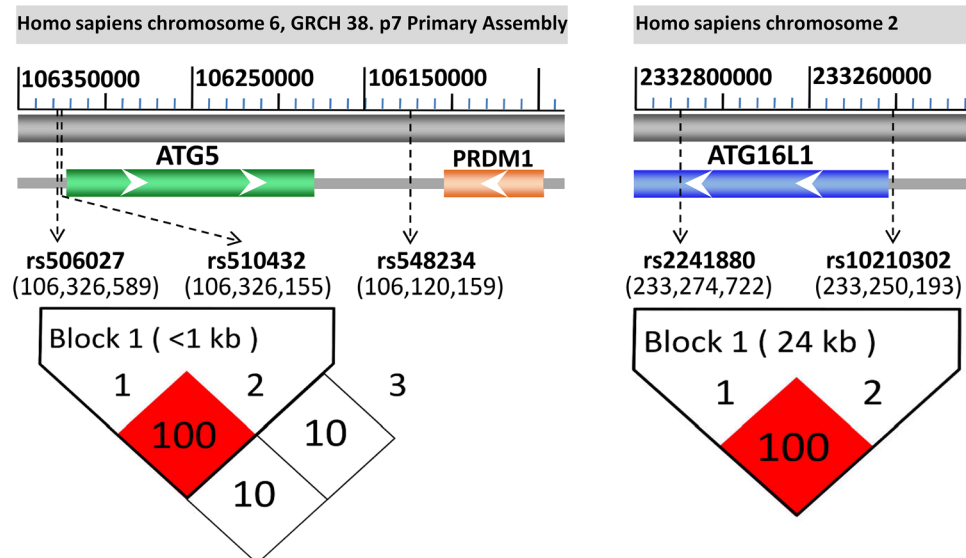 Homo sapiens chromosome 6, GRCH 38. p7 Primary Assembly
106350000 106250000 106150000
ATG5 PRDM1
rs506027 rs510432 rs548234
(106,326,589) (106,326,155) (106,120,159)
Block 1 ( <1 kb )
1 2 3
100 10
10
Homo sapiens chromosome 2
2332800000 233260000
ATG16L1
rs2241880 rs10210302
(233,274,722) (233,250,193)
Block 1 ( 24 kb )
1 2
100